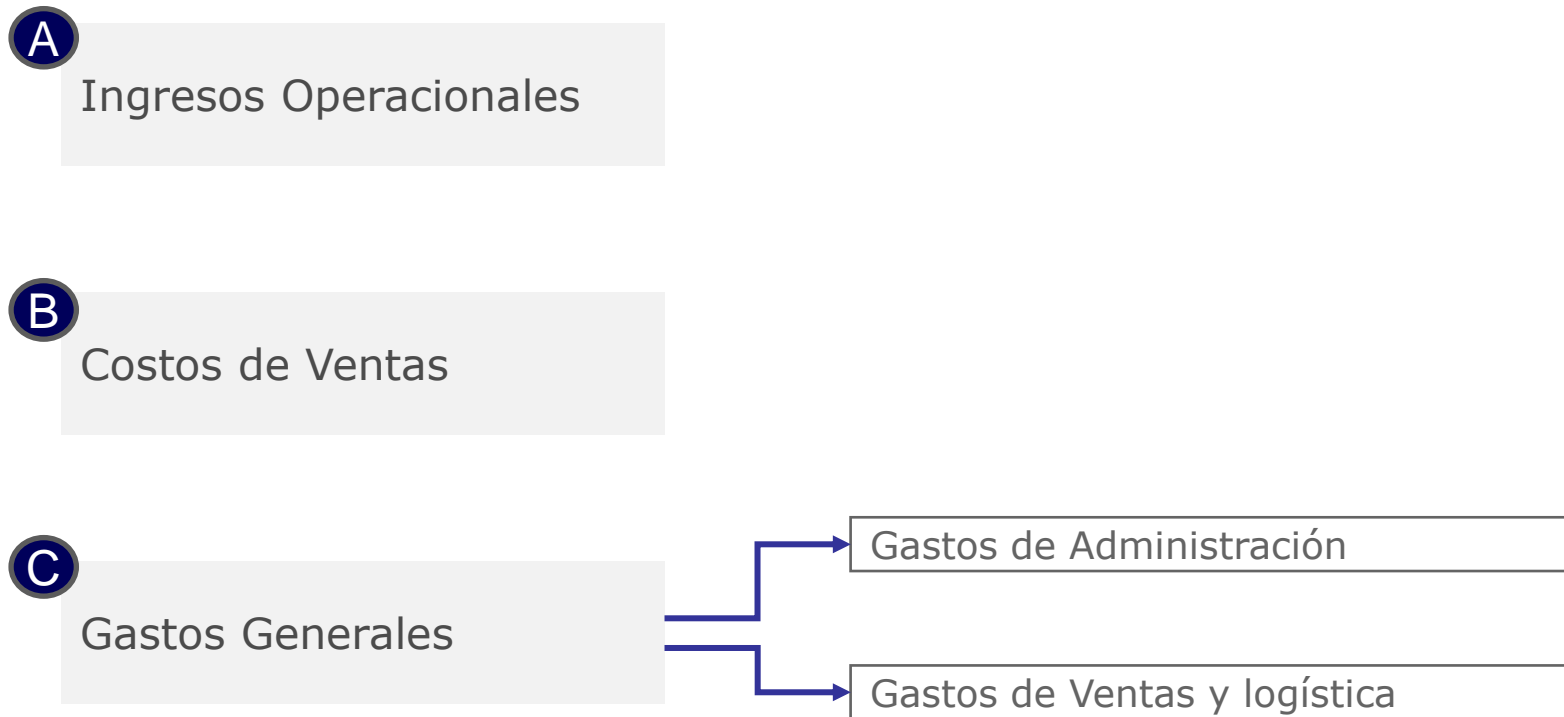 A
Ingresos Operacionales
B
Costos de Ventas
C
Gastos Generales
Gastos de Administración
Gastos de Ventas y logística